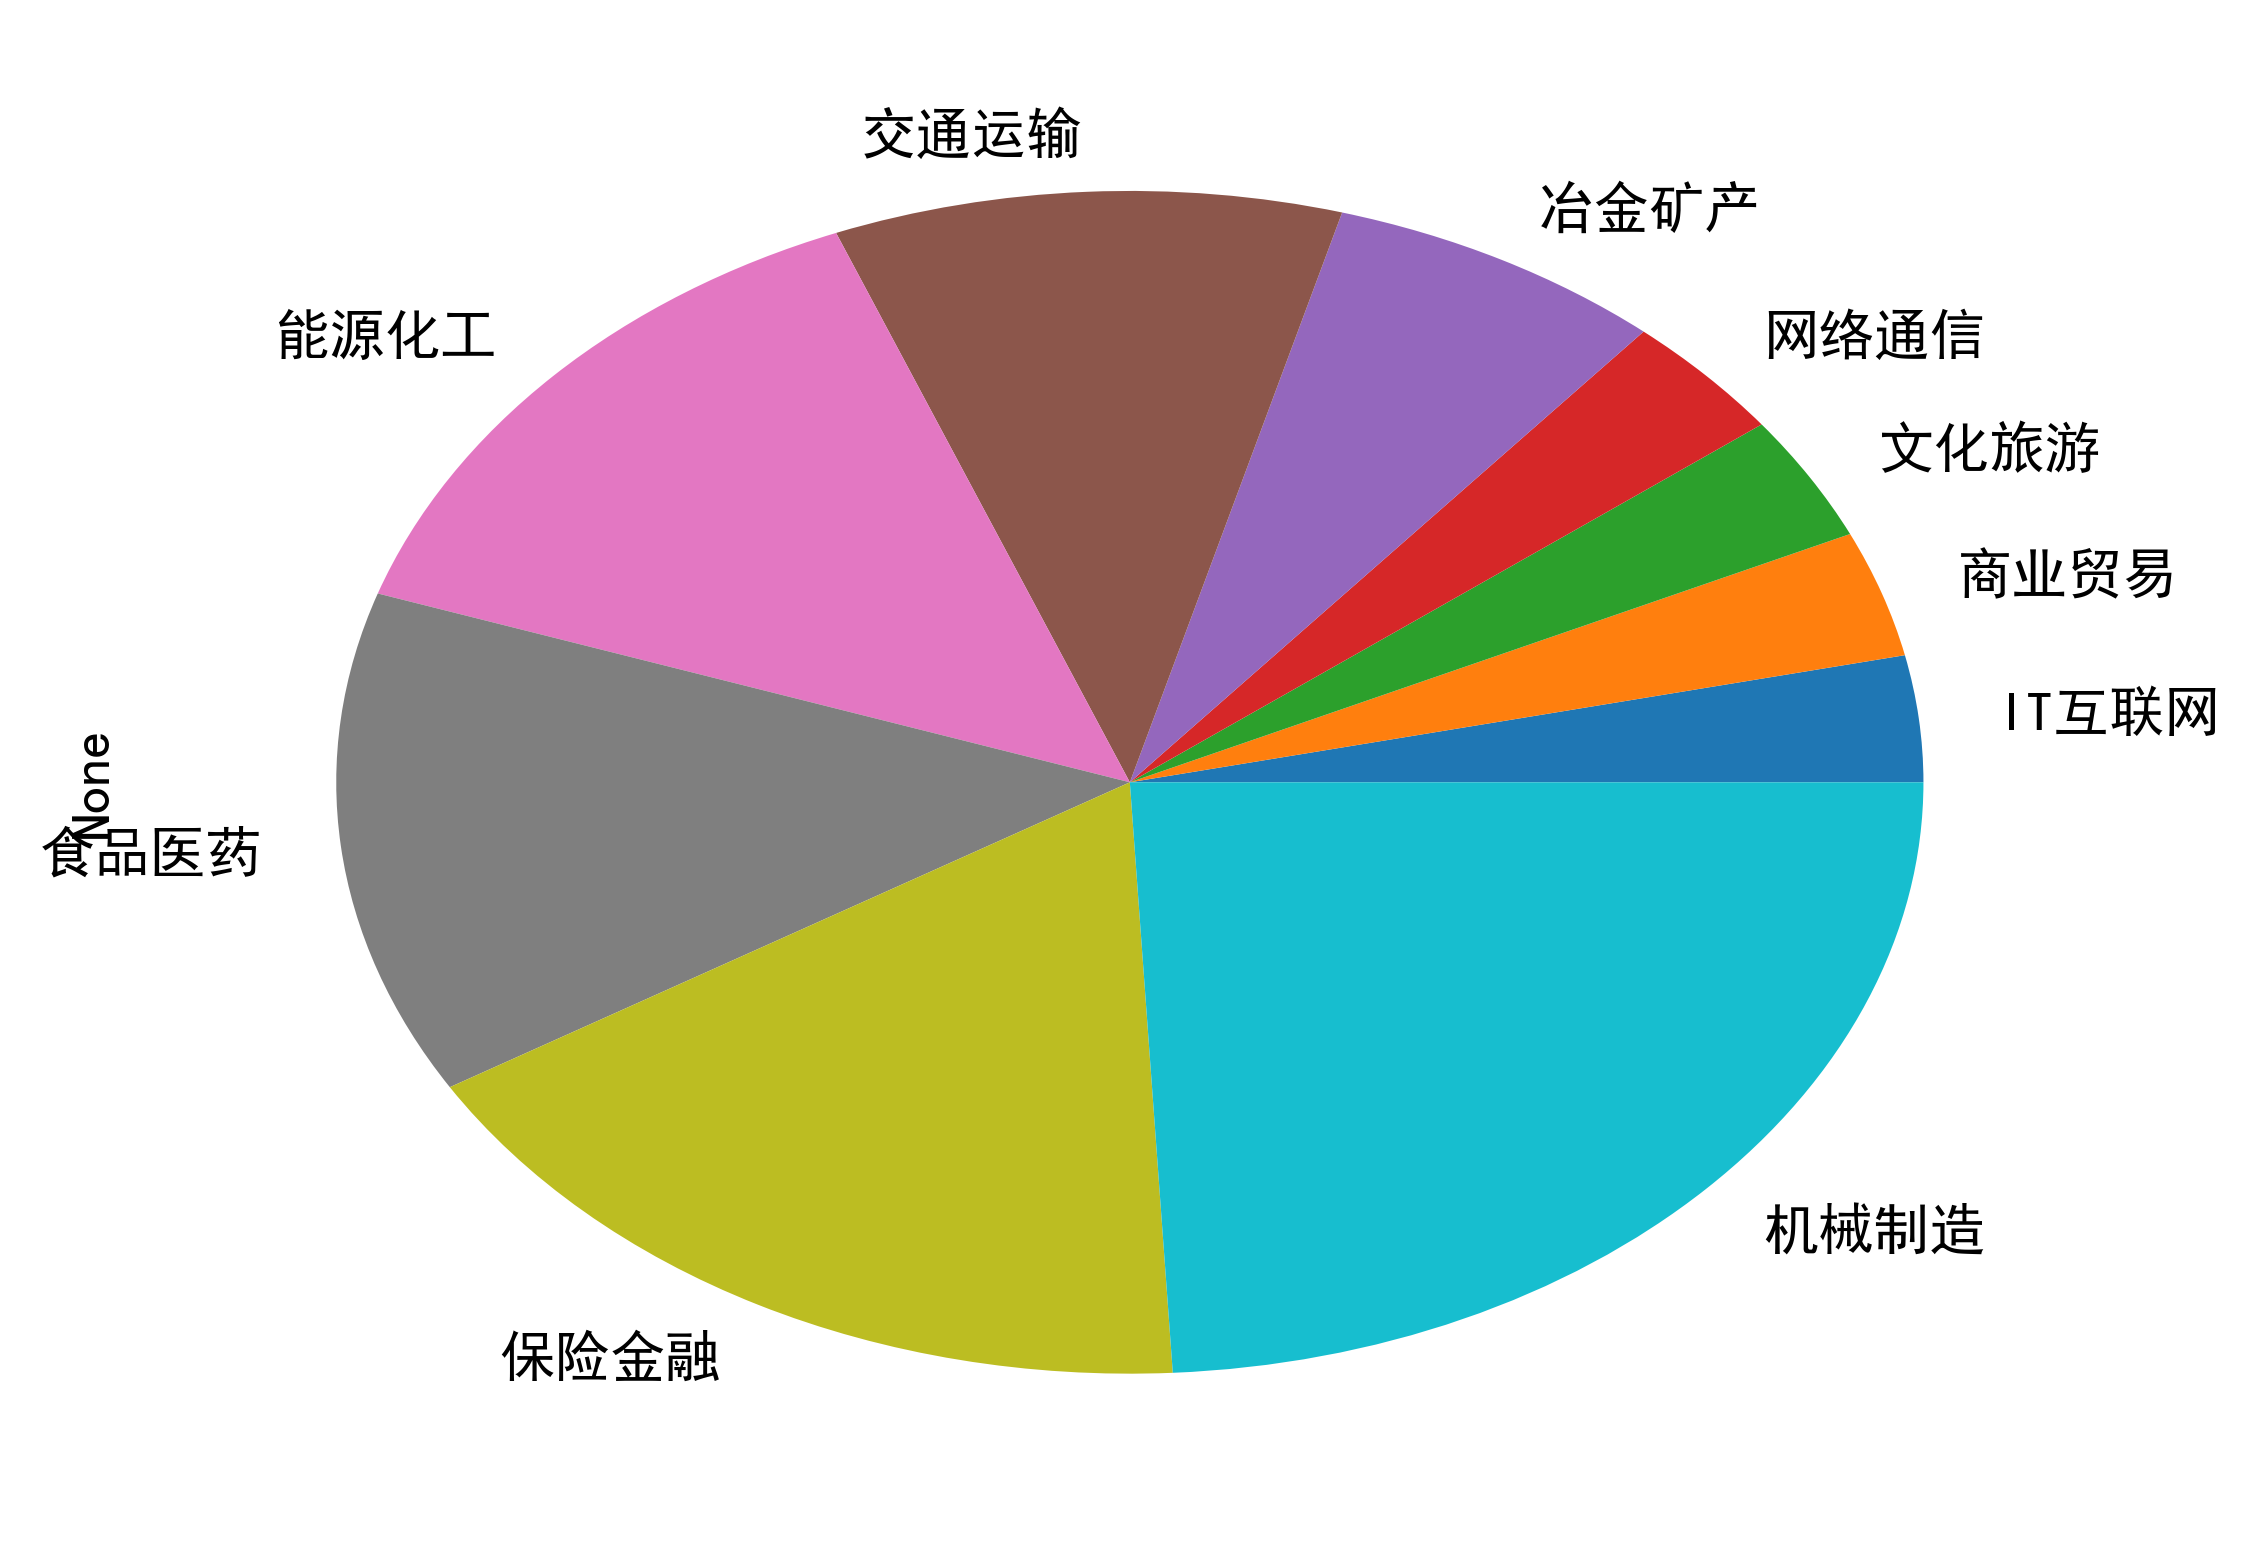 交通运输
冶金矿产
能源化工
网络通信
文化旅游
商业贸易
IT互联网
None
食品医药
机械制造
保险金融